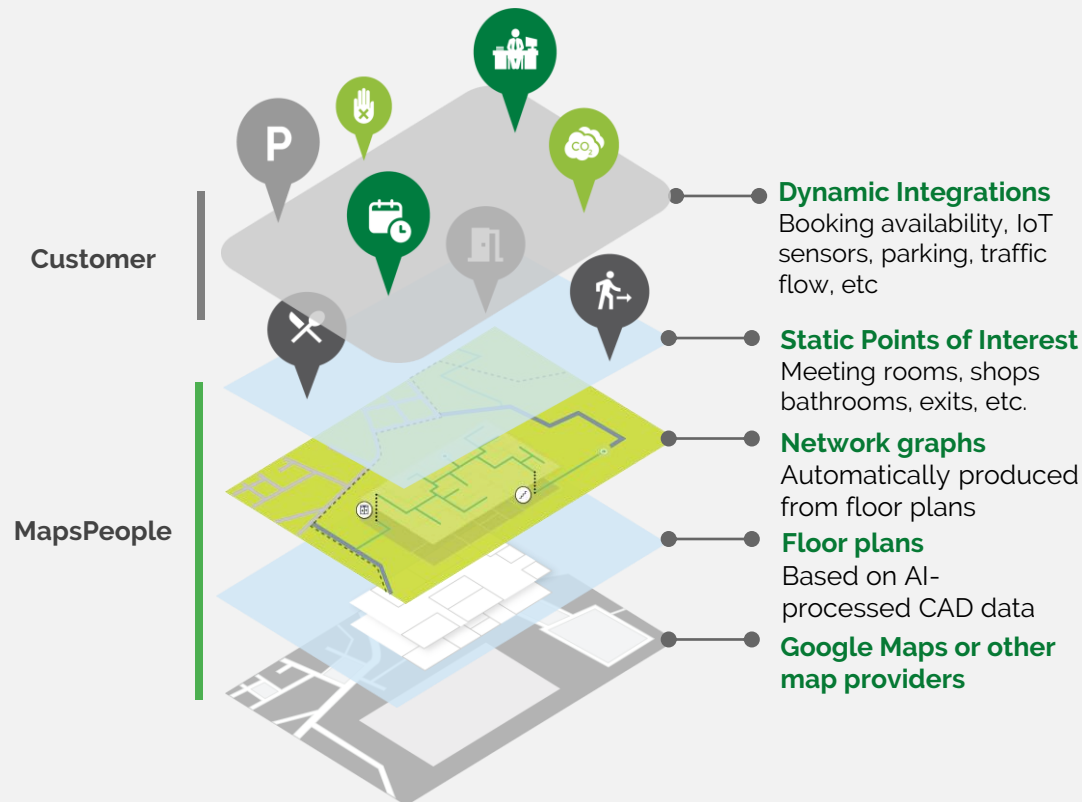 P
CO2
Customer
MapsPeople
Dynamic Integrations
Booking availability, IoT
sensors, parking, traffic
flow, etc
Static Points of Interest
Meeting rooms, shops
bathrooms, exits, etc.
Network graphs
Automatically produced
from floor plans
Floor plans
Based on AI-
processed CAD data
Google Maps or other
map providers